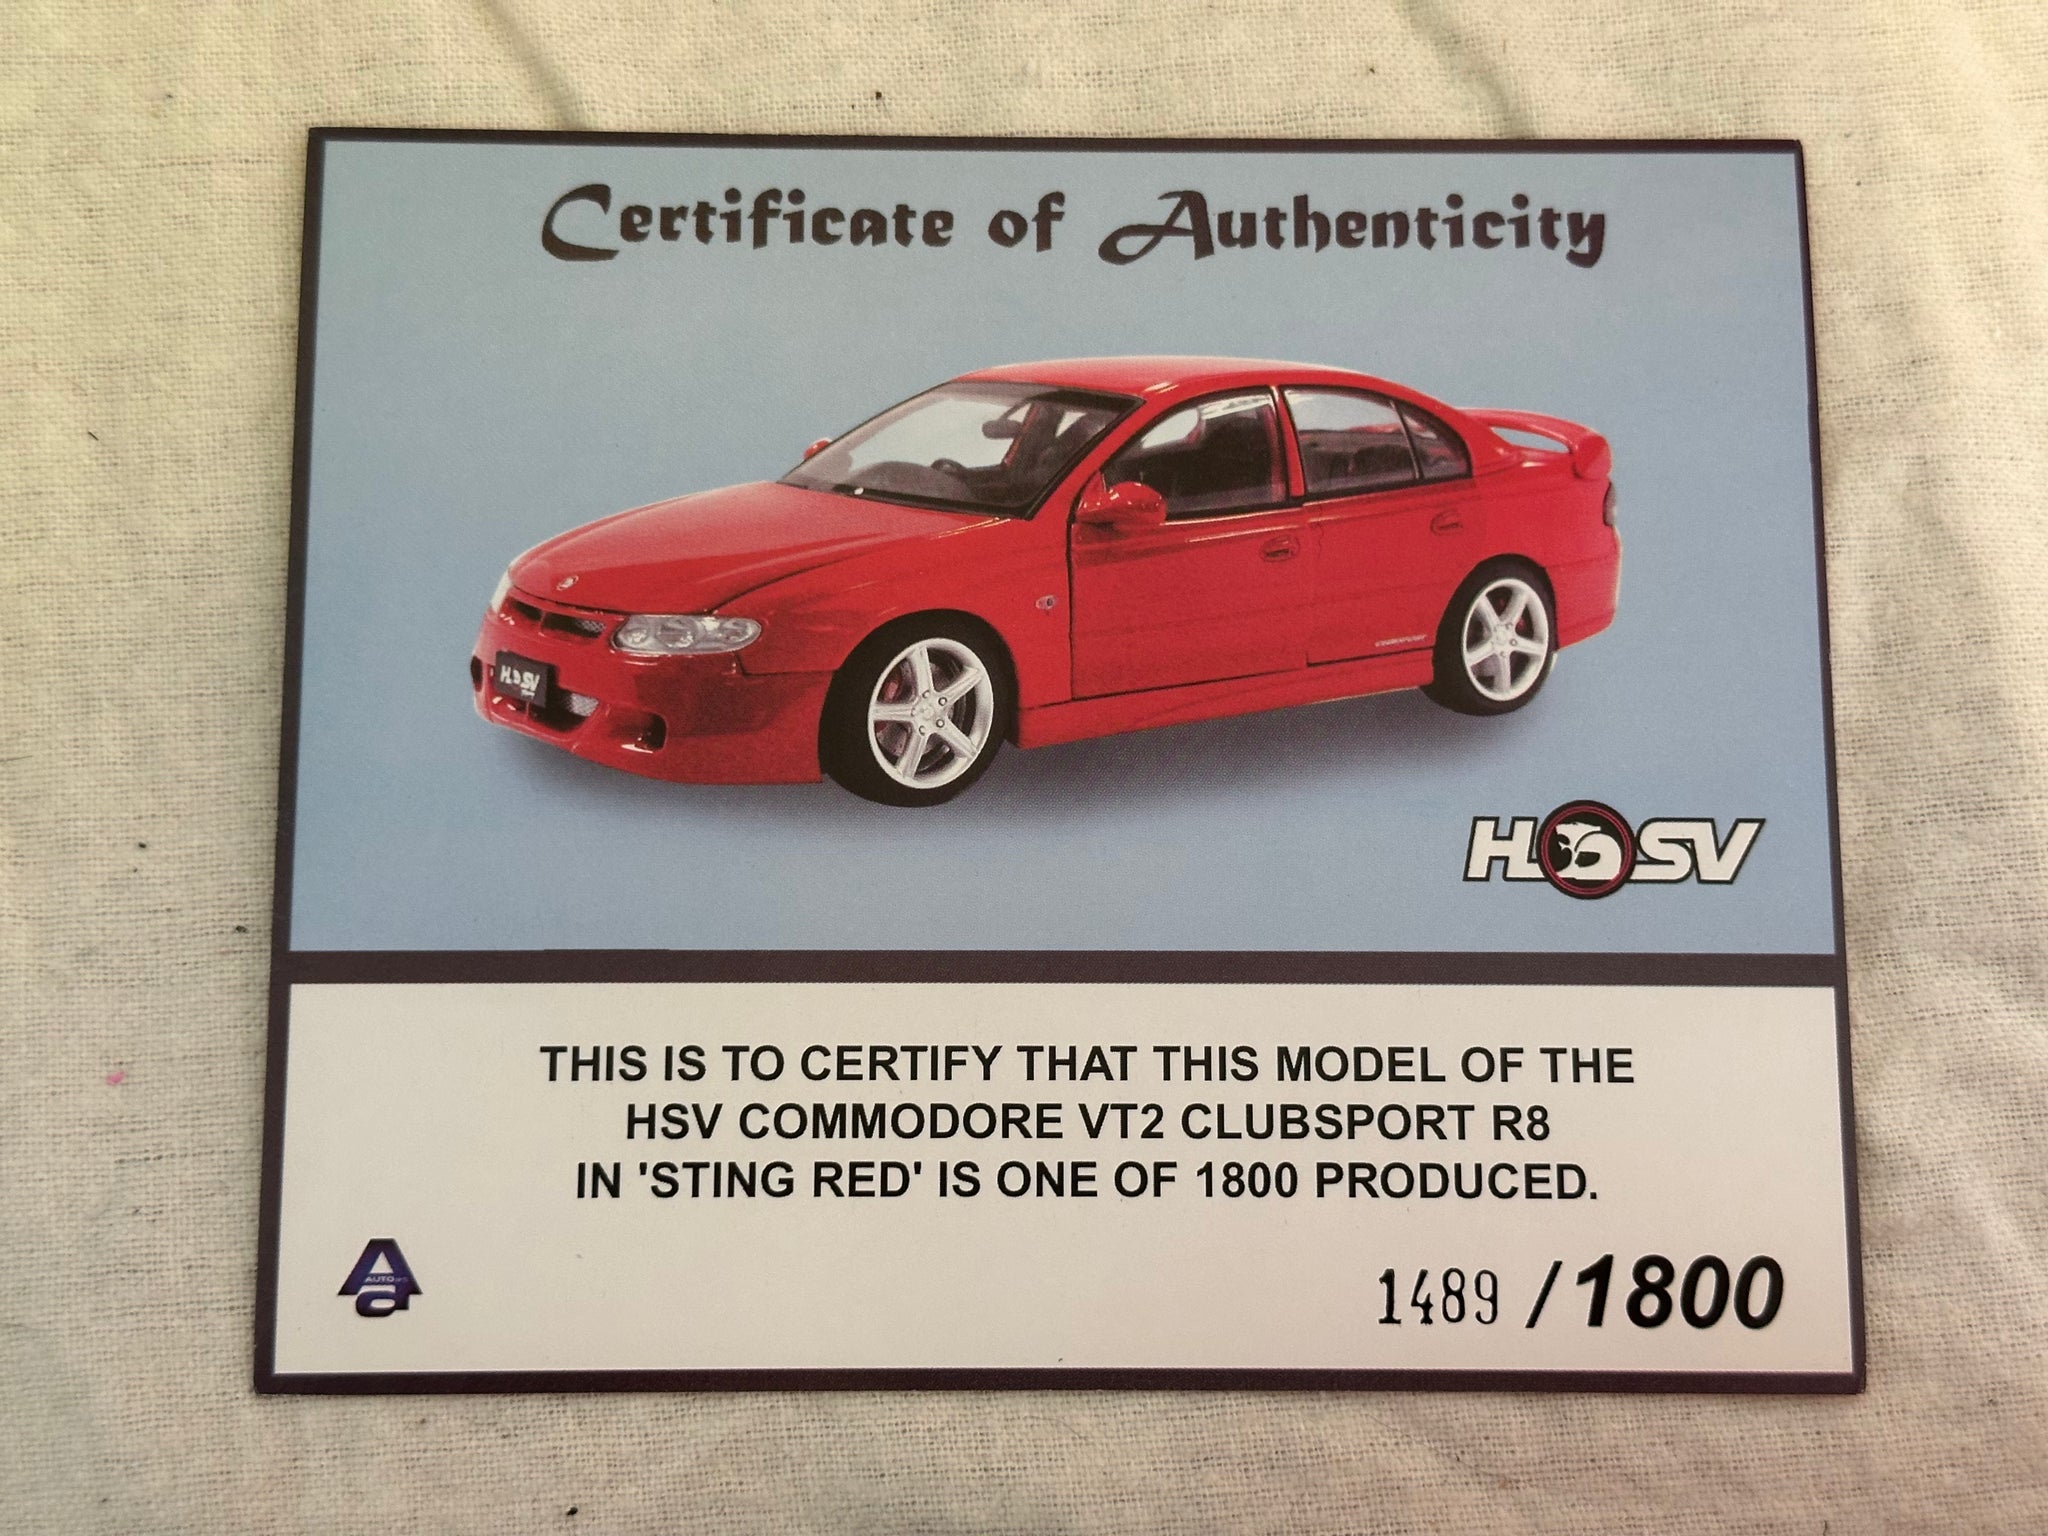 Certificate of Authenticity
HSV
HSV
THIS IS TO CERTIFY THAT THIS MODEL OF THE
HSV COMMODORE VT2 CLUBSPORT R8
IN 'STING RED' IS ONE OF 1800 PRODUCED.
1489 /1800